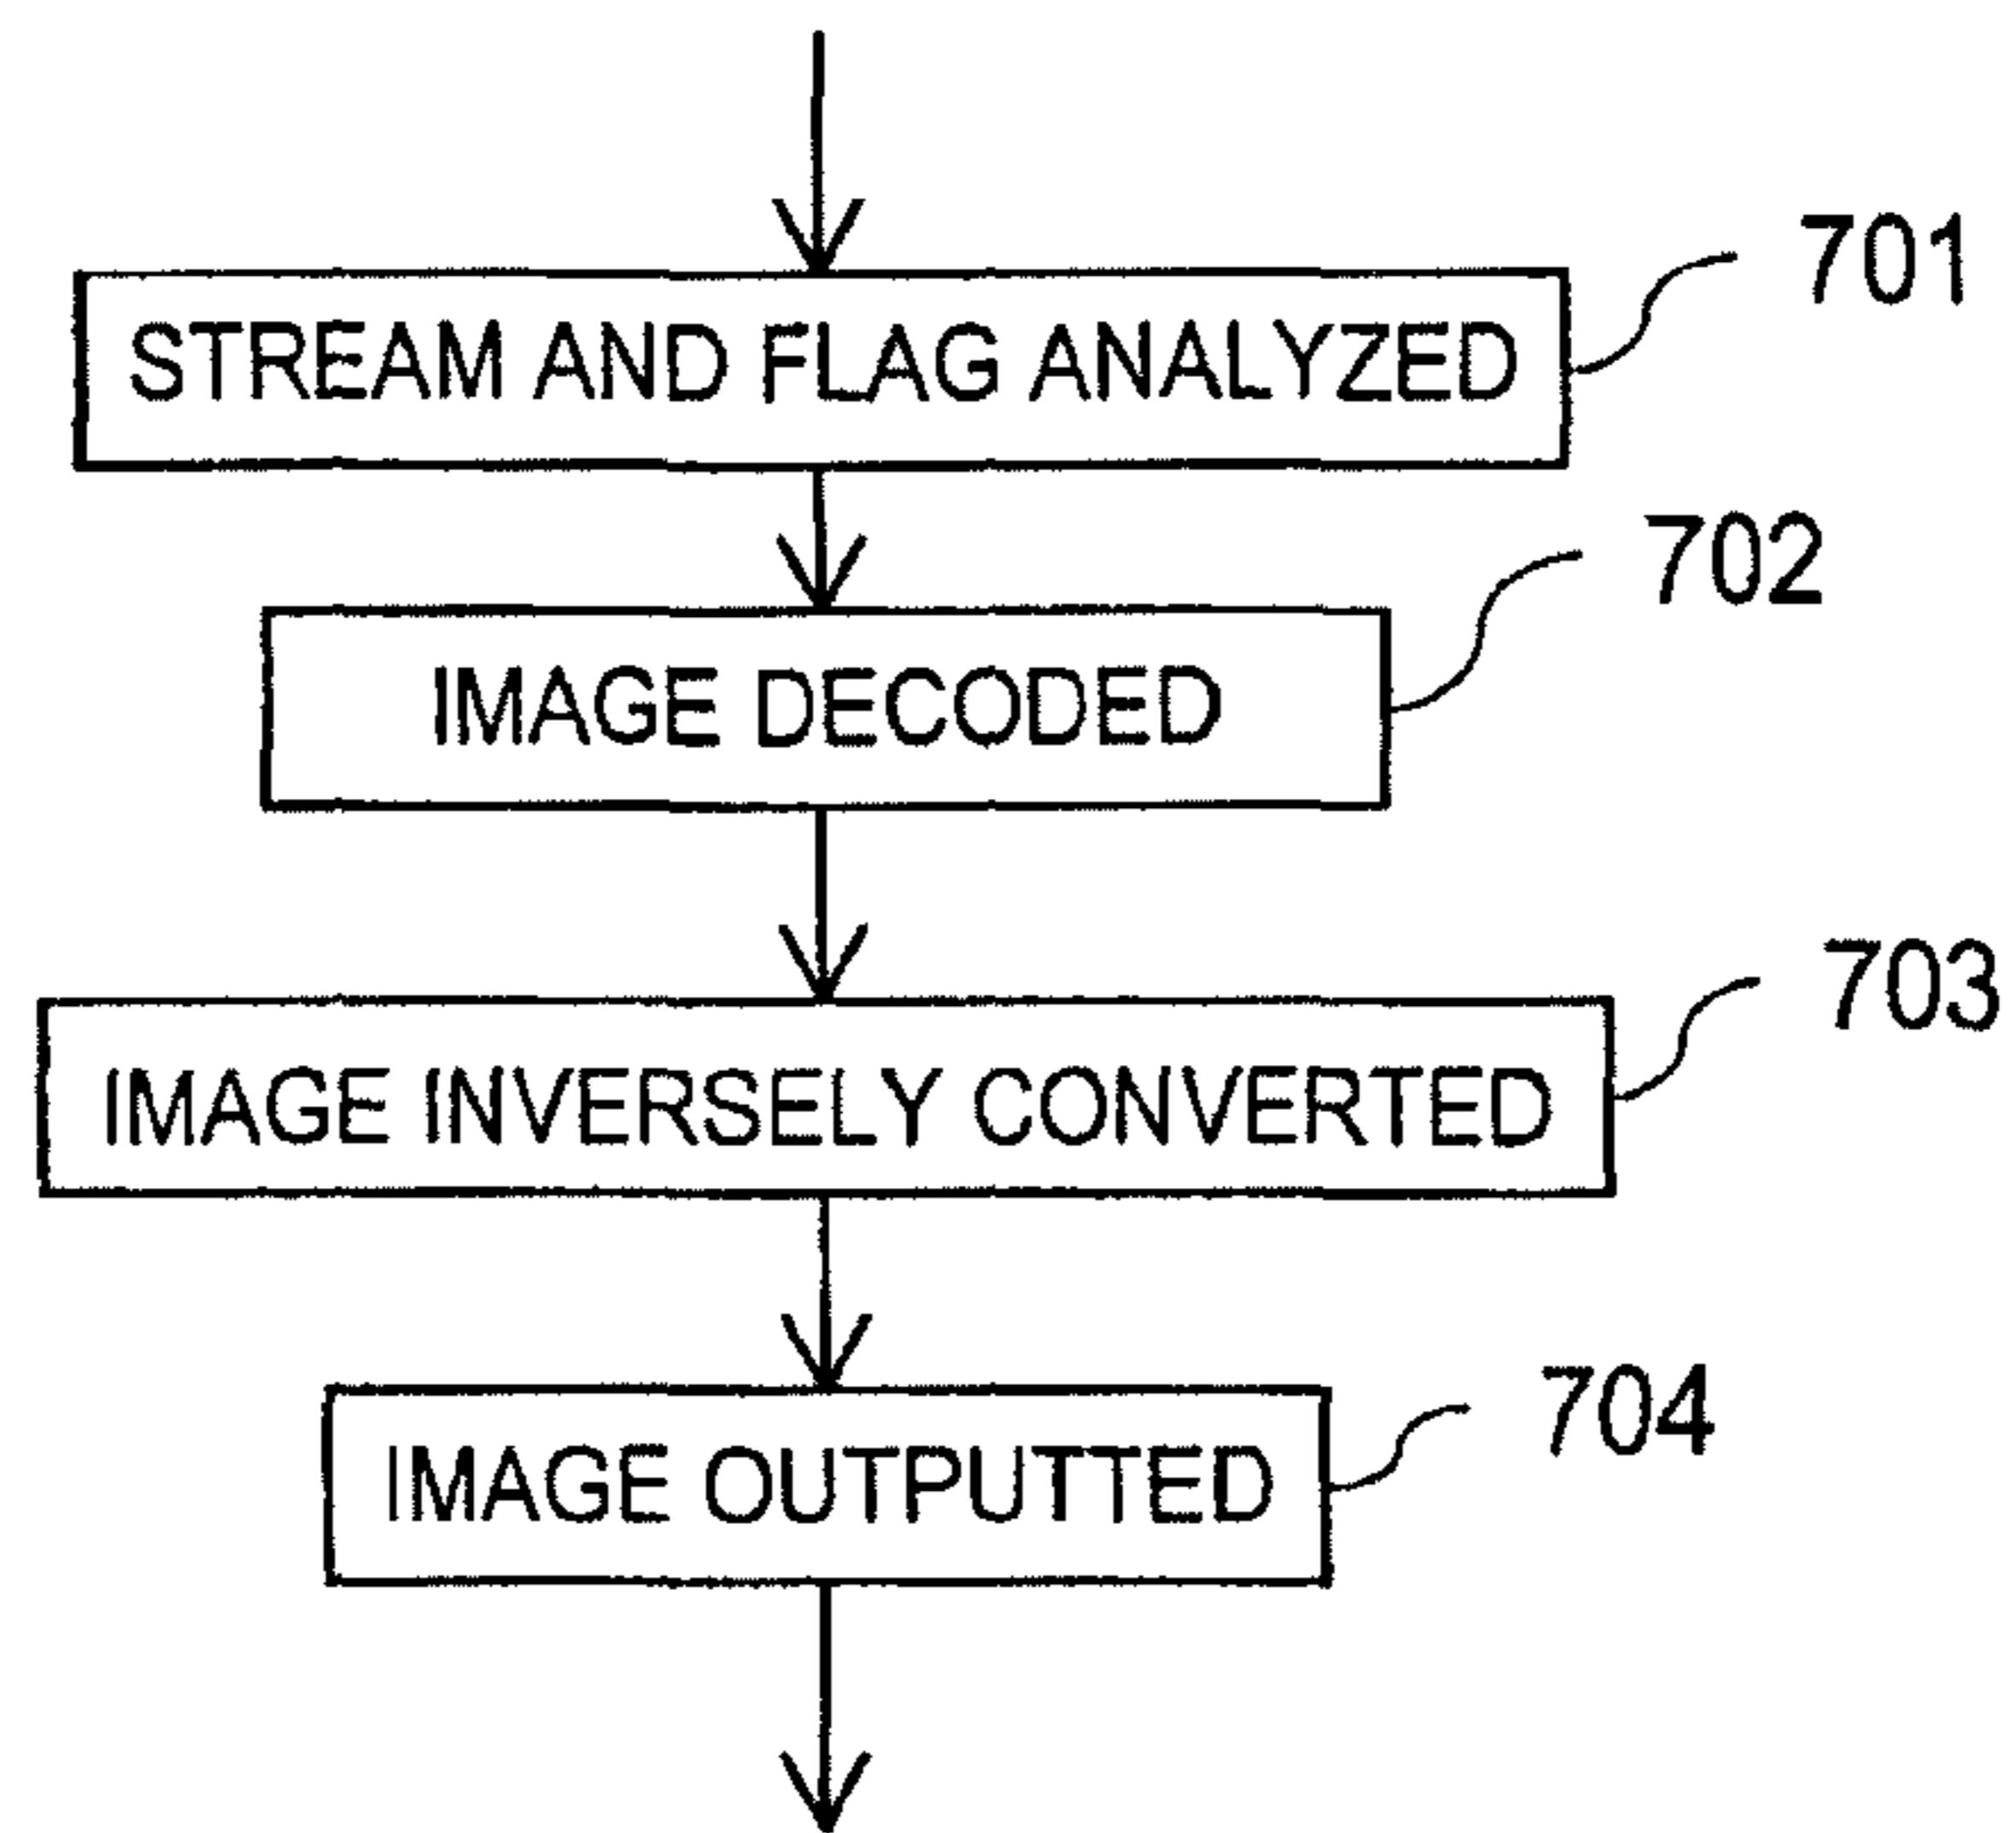 701
STREAM AND FLAG ANALYZED
702
IMAGE DECODED
703
IMAGE INVERSELY CONVERTED
704
IMAGE OUTPUTTED